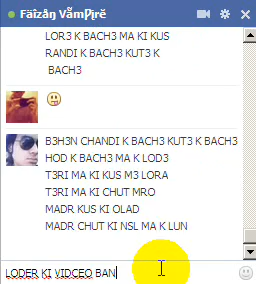 Fäïzåņ Vãmƿįrë
LOR3 K BACH3 MA KI KUS
RANDI K BACH3 KUT3 K
BACH3
B3H3N CHANDI K BACH3 KUT3 K BACH3
HOD K BACH3 MA K LOD3
T3RI MA KI KUS M3 LORA
T3RI MA KI CHUT MRO
MADR KUS KI OLAD
MADR CHUT KI NSL MA K LUN
LODER KI VIDCEO BAN